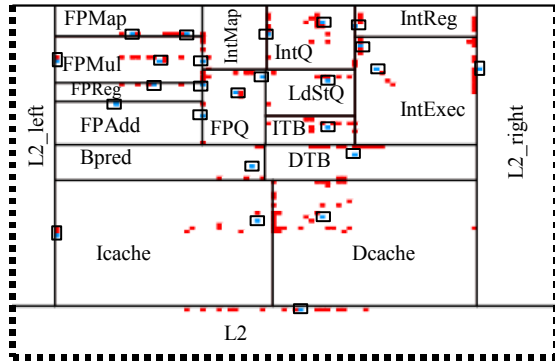 FPMap
IntMap
IntReg
IntQ
FPMul
LdStQ
FPReg
IntExec
FPAdd
FPQ
ITB
L2_left
L2_right
Bpred
DTB
Icache
Dcache
L2